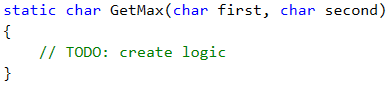 static char GetMax(char first, char second)
{
    // TODO: create logic
}